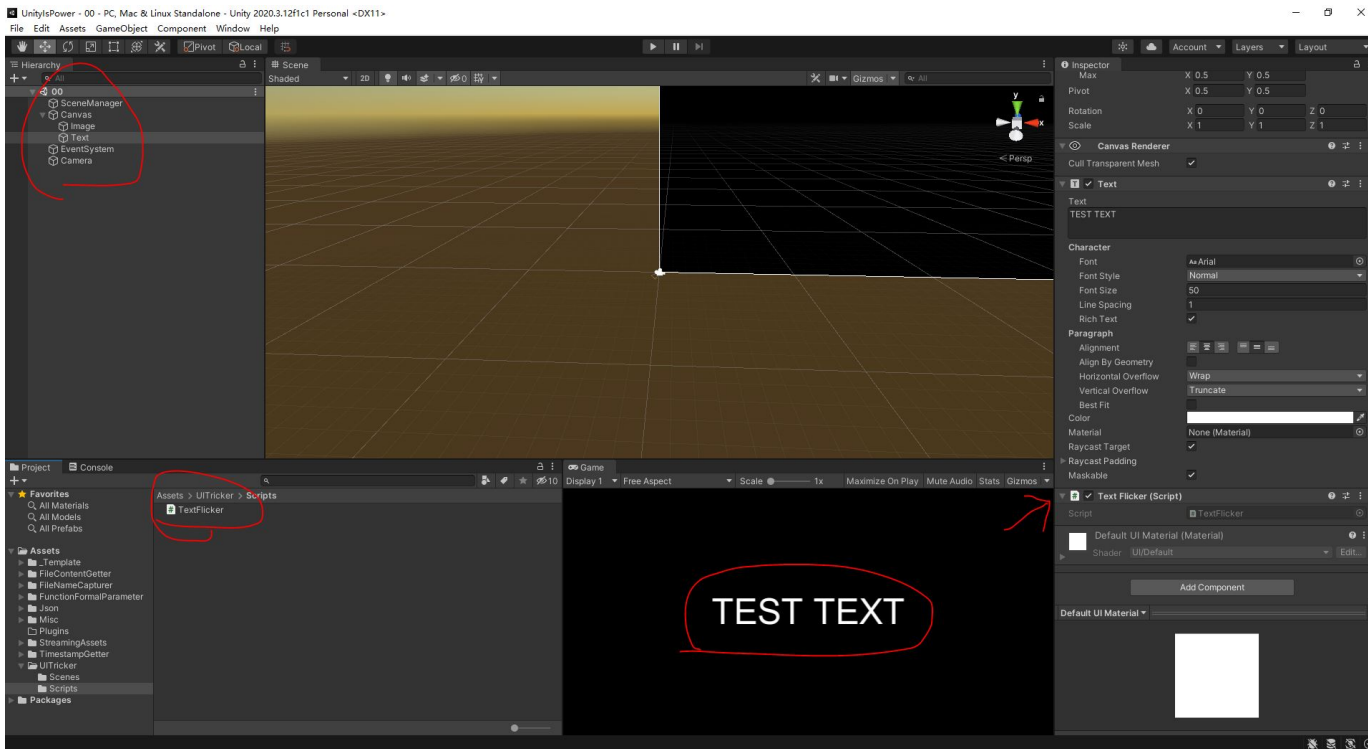 UnityIsPower - 00 - PC, Mac & Linux Standalone - Unity 2020.3.12f1c1 Personal <DX11>
File Edit Assets GameObject Component Window Help
Pivot Local Account Layers Layout
Hierarchy
All
00
SceneManager
Canvas
Image
Text
EventSystem
Camera
Scene
Shaded 2D 0 Gizmos All
y
x
Persp
Inspector
Max X 0.5 Y 0.5
Pivot X 0.5 Y 0.5
Rotation X 0 Y 0 Z 0
Scale X 1 Y 1 Z 1
Canvas Renderer
Cull Transparent Mesh
Text
Text
TEST TEXT
Character
Font Arial
Font Style Normal
Font Size 50
Line Spacing 1
Rich Text
Paragraph
Alignment
Align By Geometry
Horizontal Overflow Wrap
Vertical Overflow Truncate
Best Fit
Color
Material None (Material)
Raycast Target
Raycast Padding
Maskable
Text Flicker (Script)
Script TextFlicker
Default UI Material (Material)
Shader UI/Default Edit...
Add Component
Default UI Material
Project Console
10
Favorites
All Materials
All Models
All Prefabs
Assets
_Template
FileContentGetter
FileNameCapturer
FunctionFormalParameter
Json
Misc
Plugins
StreamingAssets
TimestampGetter
UITricker
Scenes
Scripts
Packages
Assets > UITricker > Scripts
TextFlicker
Game
Display 1 Free Aspect Scale 1x Maximize On Play Mute Audio Stats Gizmos
TEST TEXT